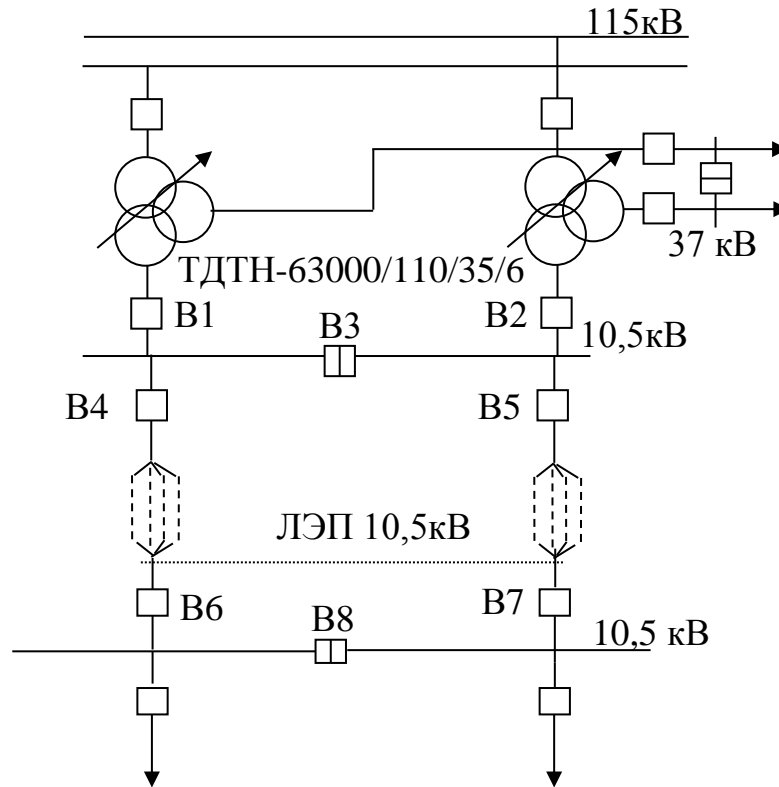 115кВ
37 кВ
ТДТН-63000/110/35/6
В1
В2
В3
10,5кВ
В4
В5
ЛЭП 10,5кВ
В6
В7
В8
10,5 кВ